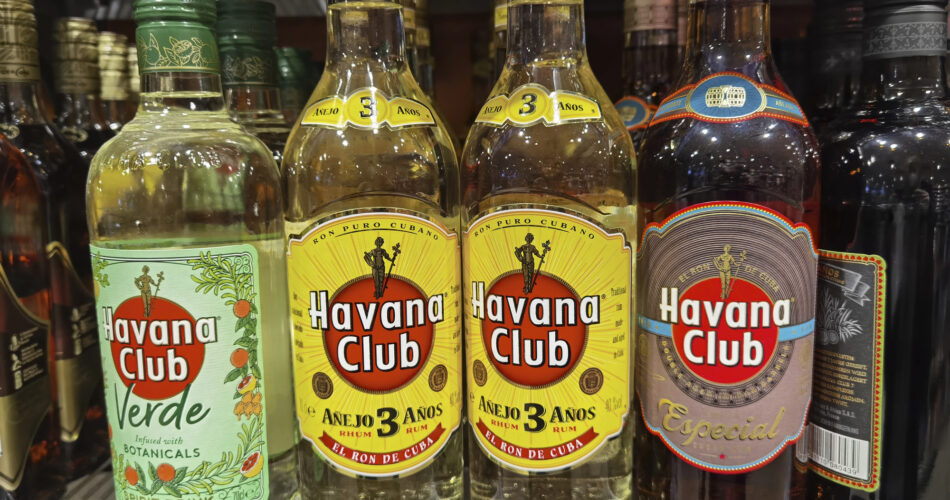 Havana
Club
Verde
Infused with
BOTANICALS
AÑEJO 3 AÑOS
RON PURO CUBANO
Havana
Club
AÑEJO 3 AÑOS
RHUM RUM
EL RON DE CUBA
AÑEJO 3 AÑOS
RON PURO CUBANO
Havana
Club
AÑEJO 3 AÑOS
RHUM RUM
EL RON DE CUBA
EL RON DE CUBA
Havana
Club
Especial
AÑOS